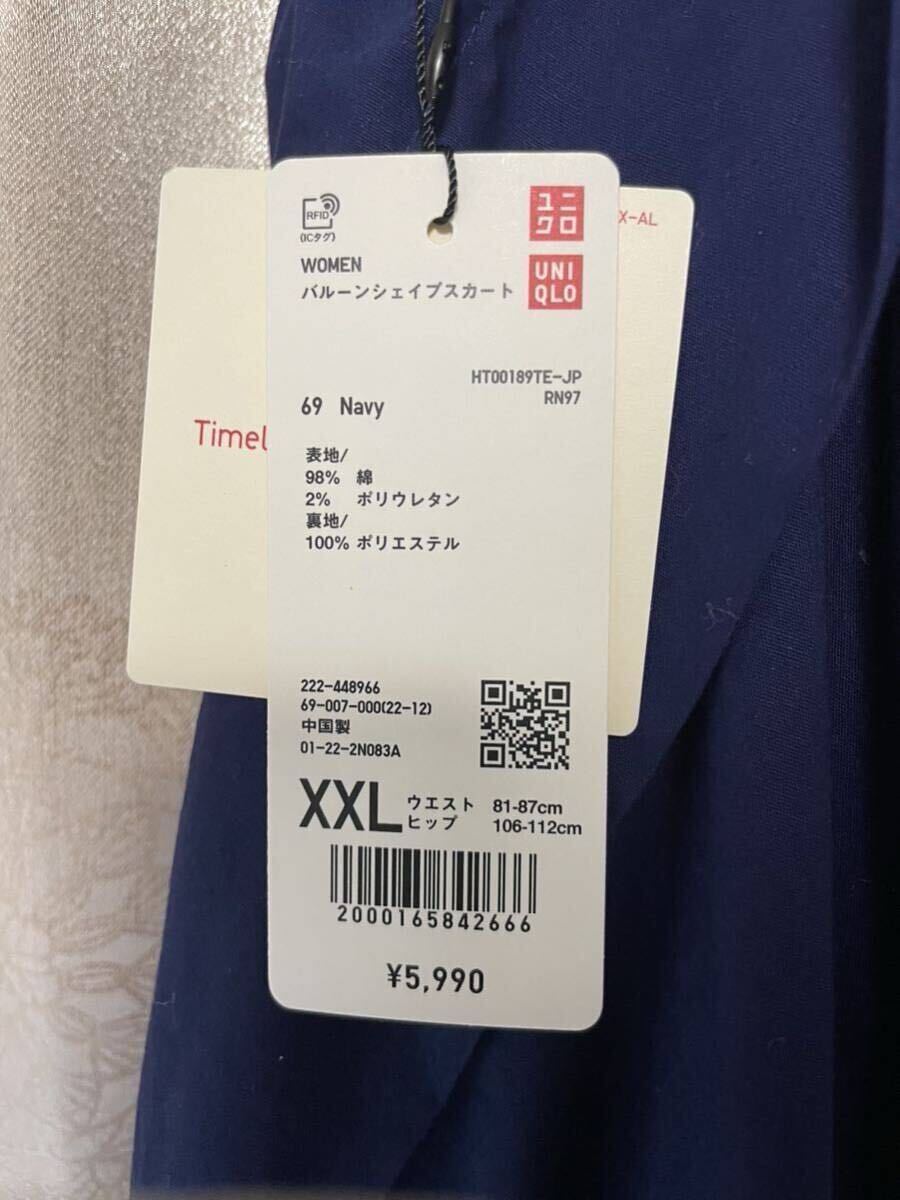 RFID
(ICタグ)
ユニ
クロ
UNI
QLO
X-AL
WOMEN
バルーンシェイプスカート
HT00189TE-JP
RN97
69 Navy
Timel
表地/
98% 綿
2% ポリウレタン
裏地/
100% ポリエステル
222-448966
69-007-000(22-12)
中国製
01-22-2N083A
XXL
ウエスト 81-87cm
ヒップ 106-112cm
2000165842666
¥5,990